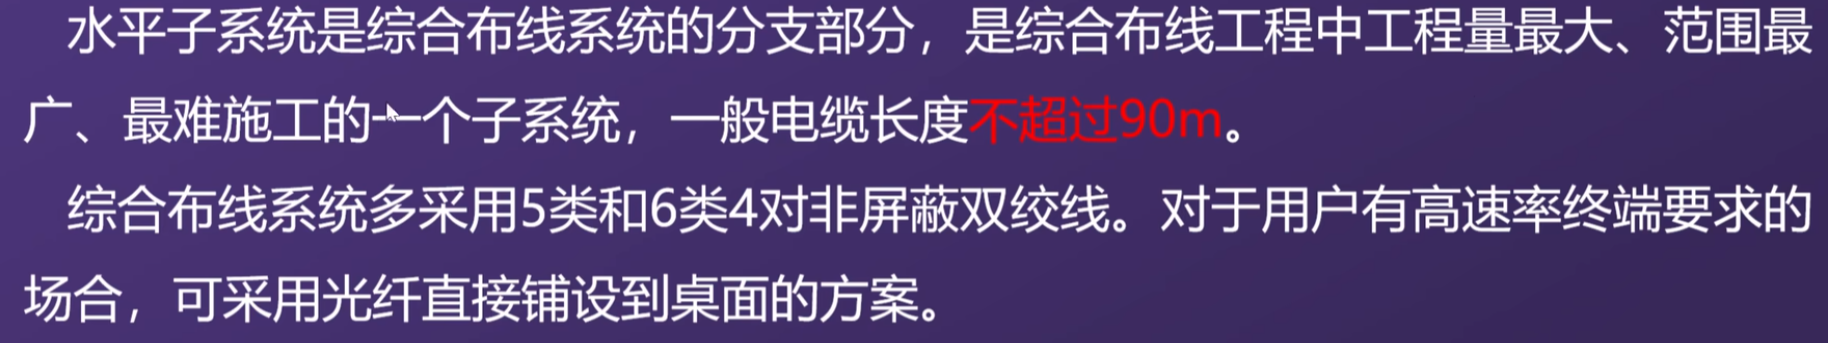 水平子系统是综合布线系统的分支部分，是综合布线工程中工程量最大、范围最
广、最难施工的一个子系统，一般电缆长度不超过90m。
综合布线系统多采用5类和6类4对非屏蔽双绞线。对于用户有高速率终端要求的
场合，可采用光纤直接铺设到桌面的方案。